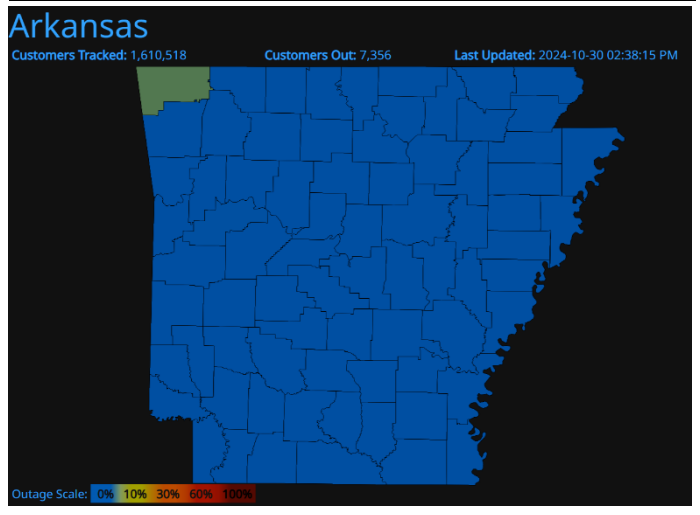 Arkansas
Customers Tracked: 1,610,518 Customers Out: 7,356 Last Updated: 2024-10-30 02:38:15 PM
Outage Scale: 0% 10% 30% 60% 100%